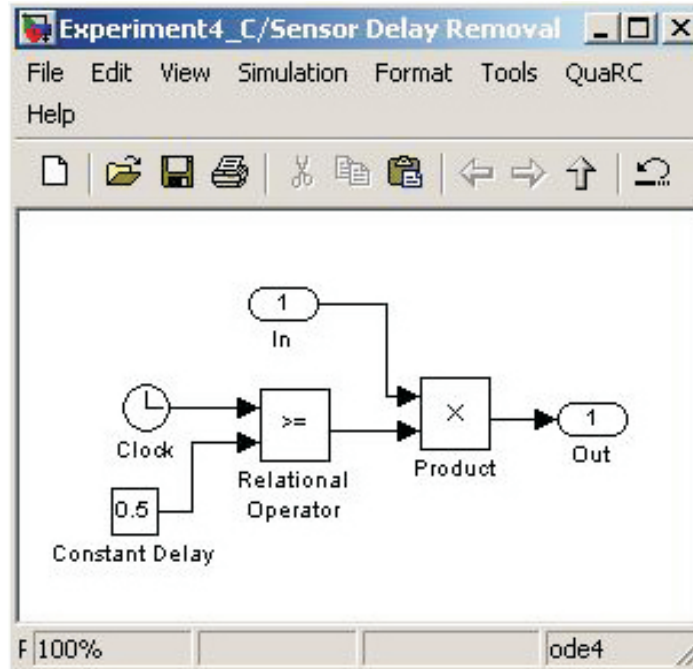 Experiment4_C/Sensor Delay Removal
File Edit View Simulation Format Tools QuaRC
Help
1
In
Clock
>=
Relational
Operator
×
Product
1
Out
0.5
Constant Delay
F 100%
ode4